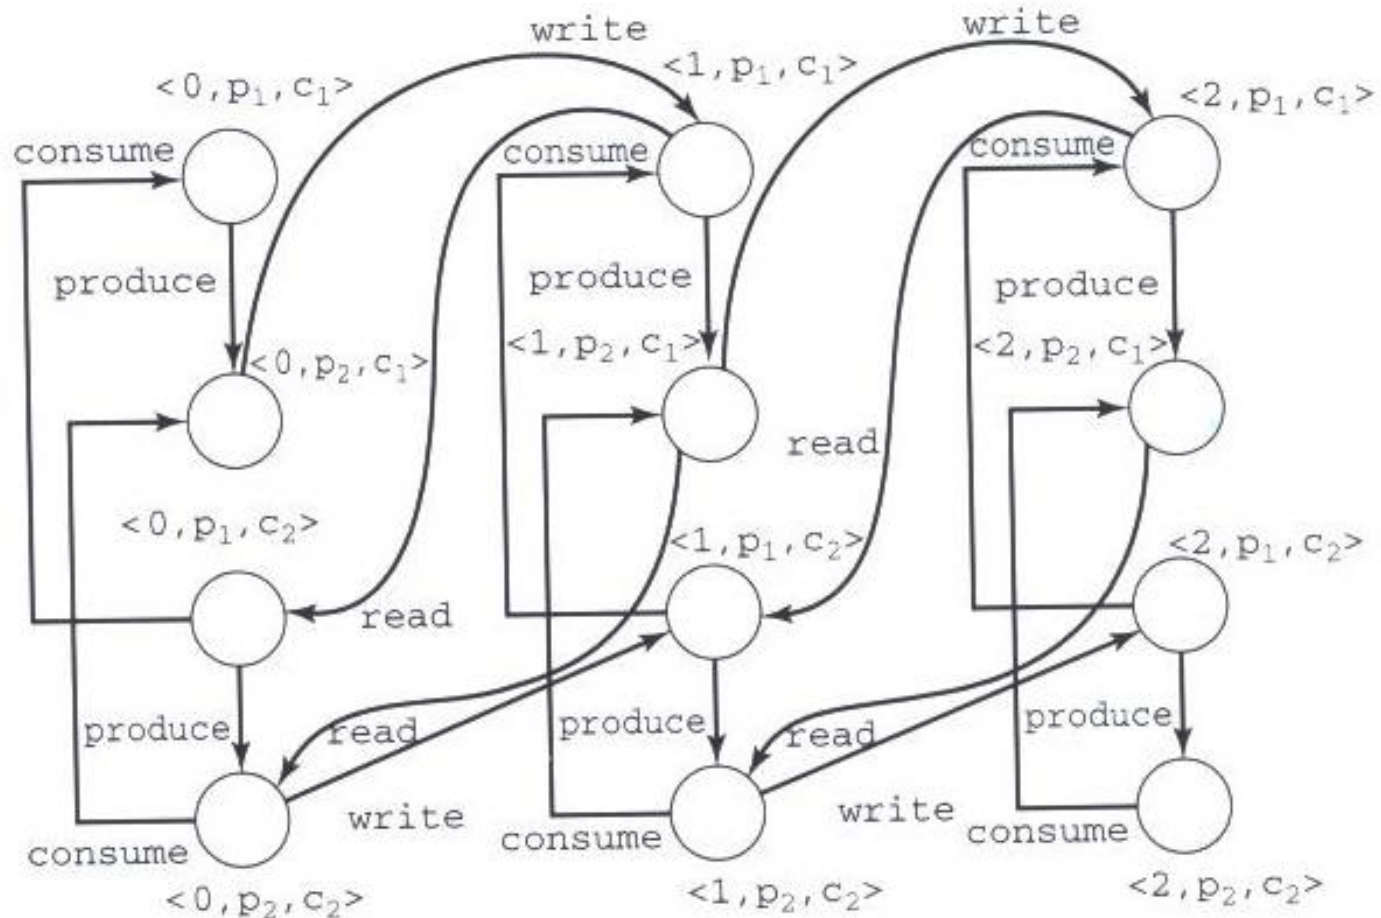 write
write
<0,p₁,c₁>
<1,p₁,c₁>
<2,p₁,c₁>
consume
consume
consume
produce
produce
produce
<0,p₂,c₁>
<1,p₂,c₁>
<2,p₂,c₁>
read
<0,p₁,c₂>
<1,p₁,c₂>
<2,p₁,c₂>
read
produce
read
produce
read
produce
write
write
consume
consume
consume
<0,p₂,c₂>
<1,p₂,c₂>
<2,p₂,c₂>